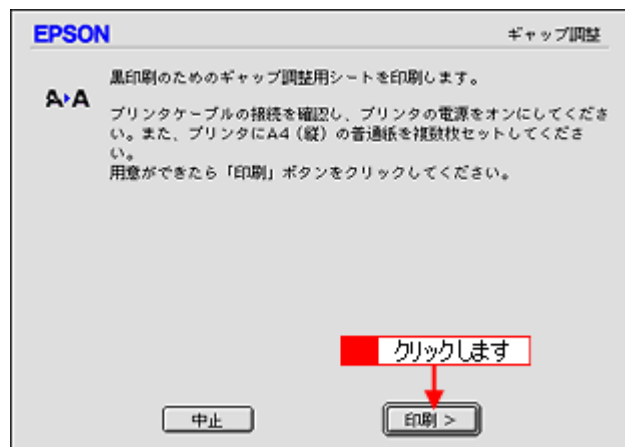 EPSON
ギャップ調整
A▸A
黒印刷のためのギャップ調整用シートを印刷します。
プリンタケーブルの接続を確認し、プリンタの電源をオンにしてくださ
い。また、プリンタにA4（縦）の普通紙を複数枚セットしてくださ
い。
用意ができたら「印刷」ボタンをクリックしてください。
クリックします
中止
印刷 >